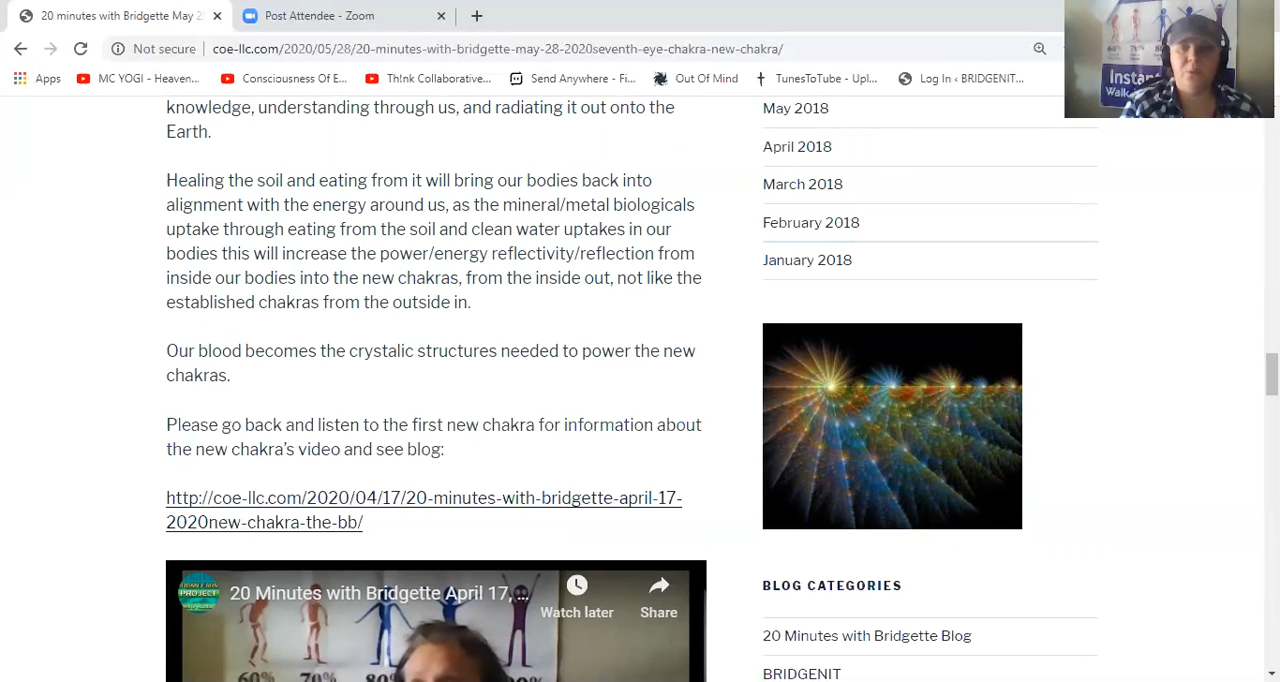 20 minutes with Bridgette May 2
Post Attendee - Zoom
Not secure
coe-llc.com/2020/05/28/20-minutes-with-bridgette-may-28-2020seventh-eye-chakra-new-chakra/
Apps
MC YOGI - Heaven...
Consciousness Of E...
Th!nk Collaborative...
Send Anywhere - Fi...
Out Of Mind
TunesToTube - Upl...
Log In ‹ BRIDGENIT...
60%
70%
80
Instan
Walk-i
knowledge, understanding through us, and radiating it out onto the
Earth.
Healing the soil and eating from it will bring our bodies back into
alignment with the energy around us, as the mineral/metal biologicals
uptake through eating from the soil and clean water uptakes in our
bodies this will increase the power/energy reflectivity/reflection from
inside our bodies into the new chakras, from the inside out, not like the
established chakras from the outside in.
Our blood becomes the crystalic structures needed to power the new
chakras.
Please go back and listen to the first new chakra for information about
the new chakra's video and see blog:
http://coe-llc.com/2020/04/17/20-minutes-with-bridgette-april-17-
2020new-chakra-the-bb/
PROJECT
20 Minutes with Bridgette April 17, ...
Watch later
Share
60%
70%
80
May 2018
April 2018
March 2018
February 2018
January 2018
BLOG CATEGORIES
20 Minutes with Bridgette Blog
BRIDGENIT